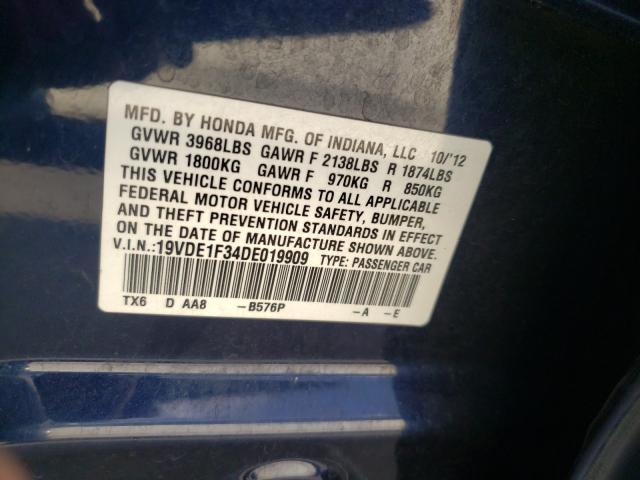 MFD. BY HONDA MFG. OF INDIANA, LLC 10/'12
GVWR 3968LBS GAWR F 2138LBS R 1874LBS
GVWR 1800KG GAWR F 970KG R 850KG
THIS VEHICLE CONFORMS TO ALL APPLICABLE
FEDERAL MOTOR VEHICLE SAFETY, BUMPER,
AND THEFT PREVENTION STANDARDS IN EFFECT
ON THE DATE OF MANUFACTURE SHOWN ABOVE.
V.I.N.:19VDE1F34DE019909 TYPE: PASSENGER CAR
TX6 D AA8 -B576P -A -E